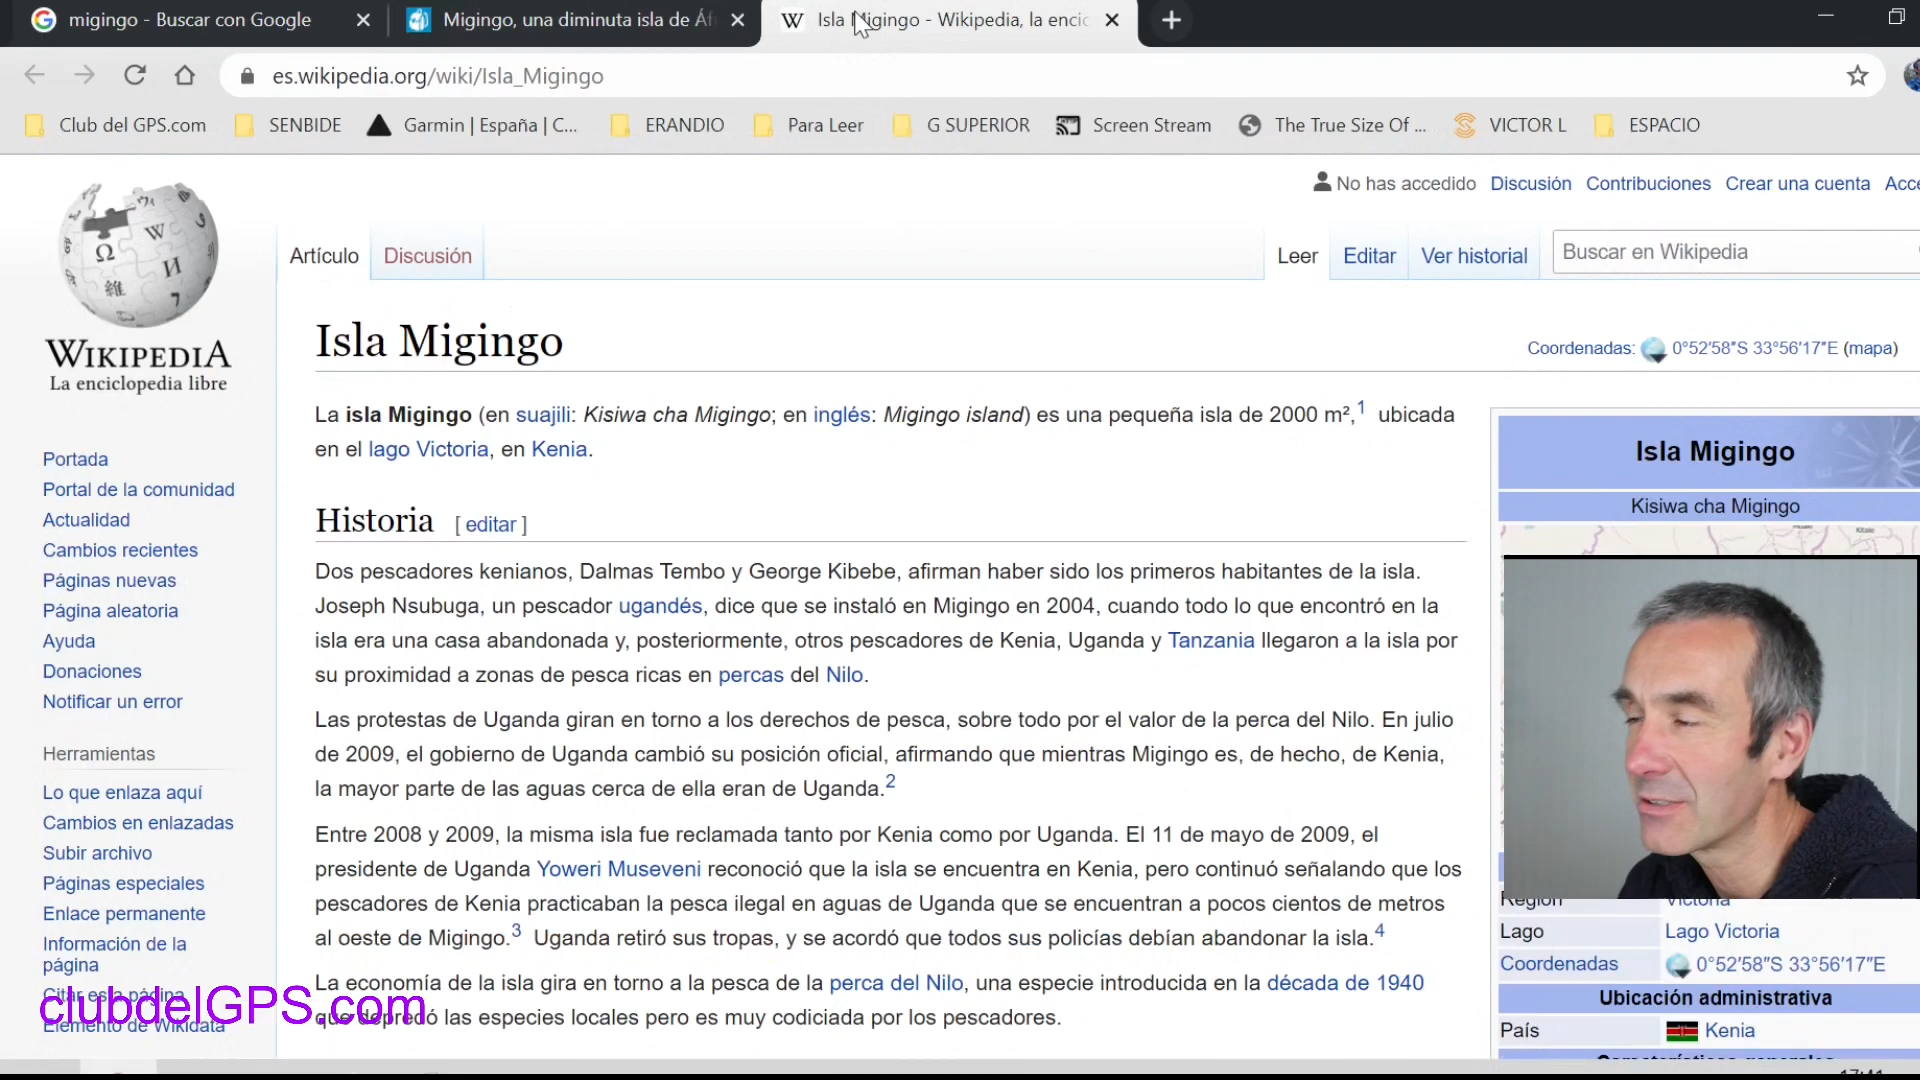 migingo - Buscar con Google
Migingo, una diminuta isla de Áf
Isla Migingo - Wikipedia, la encic
es.wikipedia.org/wiki/Isla_Migingo
Club del GPS.com
SENBIDE
Garmin | España | C...
ERANDIO
Para Leer
G SUPERIOR
Screen Stream
The True Size Of ...
VICTOR L
ESPACIO
No has accedido Discusión Contribuciones Crear una cuenta Acce
WIKIPEDIA
La enciclopedia libre
Artículo Discusión
Leer Editar Ver historial
Buscar en Wikipedia
Isla Migingo
Coordenadas: 0°52′58″S 33°56′17″E (mapa)
La isla Migingo (en suajili: Kisiwa cha Migingo; en inglés: Migingo island) es una pequeña isla de 2000 m²,1 ubicada
en el lago Victoria, en Kenia.
Historia [ editar ]
Dos pescadores kenianos, Dalmas Tembo y George Kibebe, afirman haber sido los primeros habitantes de la isla.
Joseph Nsubuga, un pescador ugandés, dice que se instaló en Migingo en 2004, cuando todo lo que encontró en la
isla era una casa abandonada y, posteriormente, otros pescadores de Kenia, Uganda y Tanzania llegaron a la isla por
su proximidad a zonas de pesca ricas en percas del Nilo.
Las protestas de Uganda giran en torno a los derechos de pesca, sobre todo por el valor de la perca del Nilo. En julio
de 2009, el gobierno de Uganda cambió su posición oficial, afirmando que mientras Migingo es, de hecho, de Kenia,
la mayor parte de las aguas cerca de ella eran de Uganda.2
Entre 2008 y 2009, la misma isla fue reclamada tanto por Kenia como por Uganda. El 11 de mayo de 2009, el
presidente de Uganda Yoweri Museveni reconoció que la isla se encuentra en Kenia, pero continuó señalando que los
pescadores de Kenia practicaban la pesca ilegal en aguas de Uganda que se encuentran a pocos cientos de metros
al oeste de Migingo.3 Uganda retiró sus tropas, y se acordó que todos sus policías debían abandonar la isla.4
La economía de la isla gira en torno a la pesca de la perca del Nilo, una especie introducida en la década de 1940
que depredó las especies locales pero es muy codiciada por los pescadores.
Portada
Portal de la comunidad
Actualidad
Cambios recientes
Páginas nuevas
Página aleatoria
Ayuda
Donaciones
Notificar un error
Herramientas
Lo que enlaza aquí
Cambios en enlazadas
Subir archivo
Páginas especiales
Enlace permanente
Información de la
página
Citar esta página
clubdelGPS.com
Elemento de Wikidata
Isla Migingo
Kisiwa cha Migingo
Región Victoria
Lago Lago Victoria
Coordenadas 0°52′58″S 33°56′17″E
Ubicación administrativa
País Kenia
Características generales
17:41